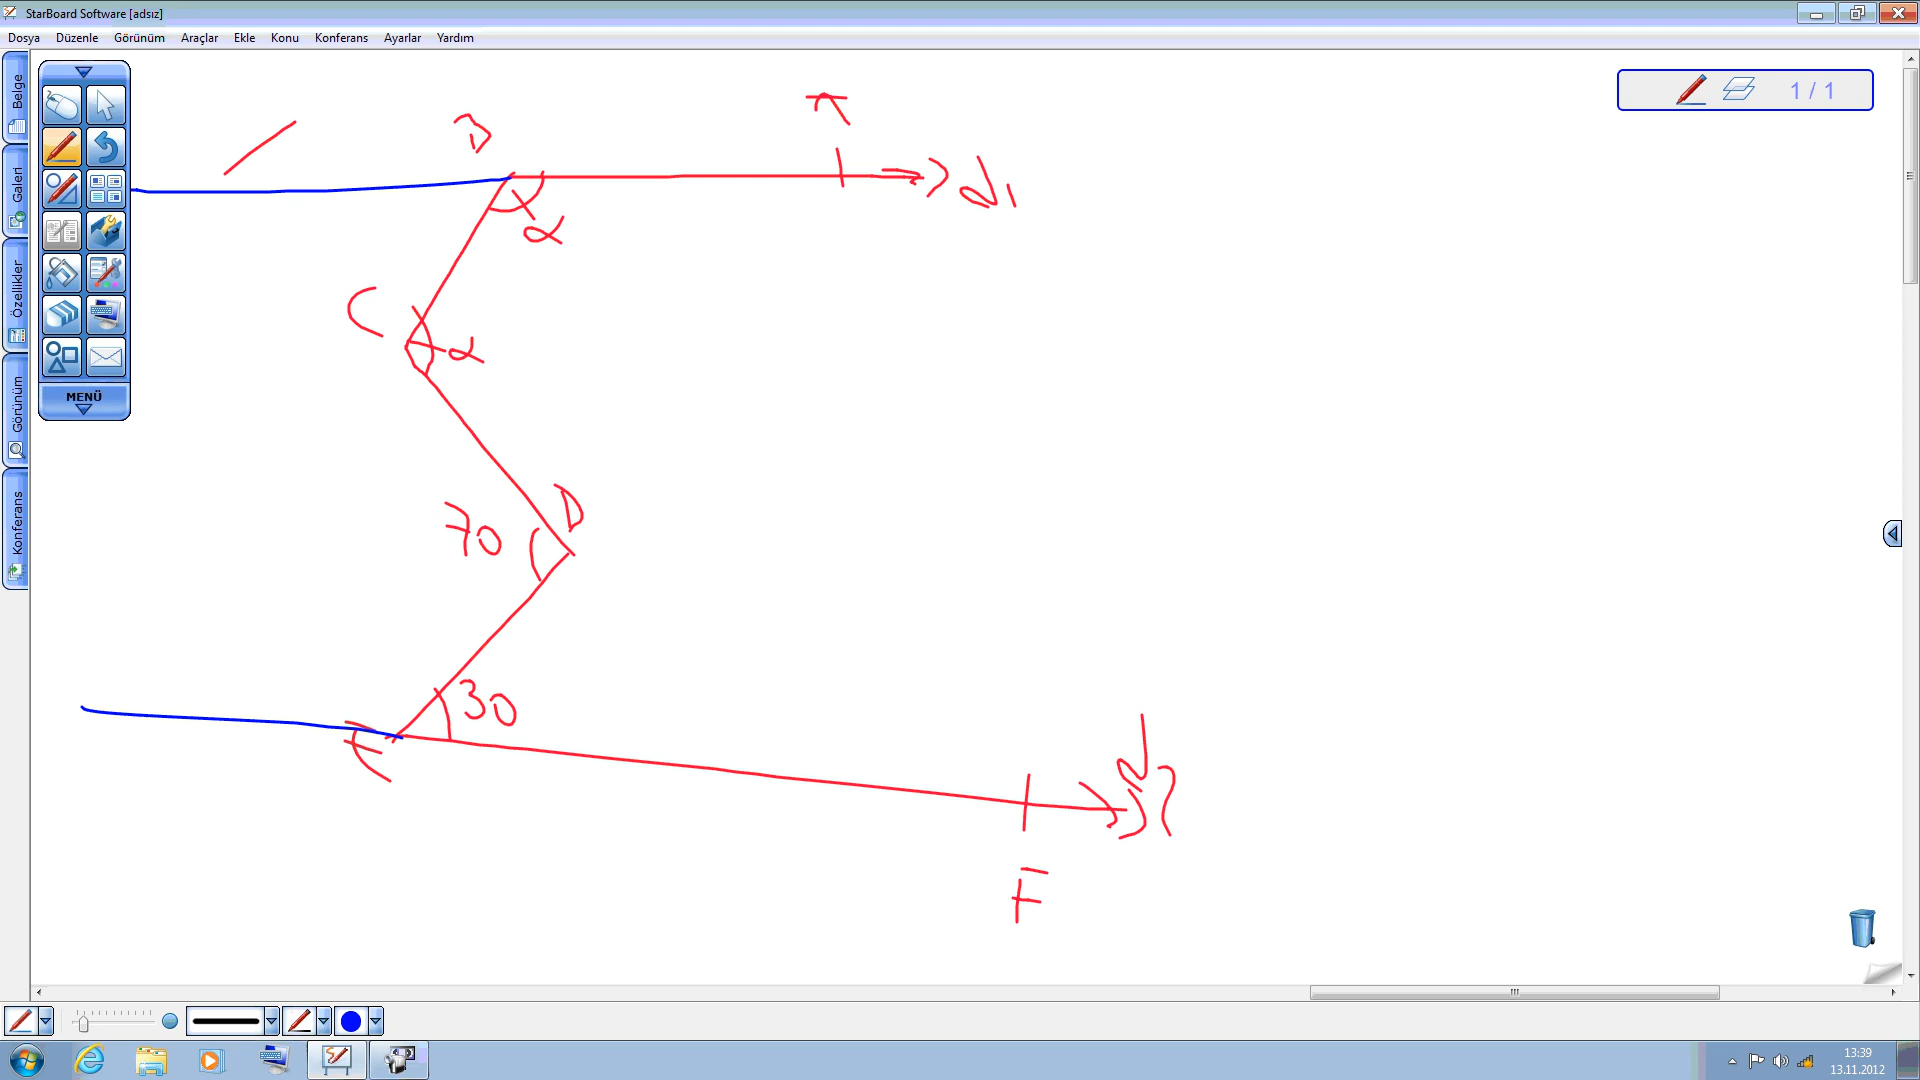 StarBoard Software [adsız]
Dosya Düzenle Görünüm Araçlar Ekle Konu Konferans Ayarlar Yardım
Belge
Galeri
Özellikler
Görünüm
Konferans
MENÜ
1 / 1
B
d1
α
C
α
D
70
30
F
13:39
13.11.2012